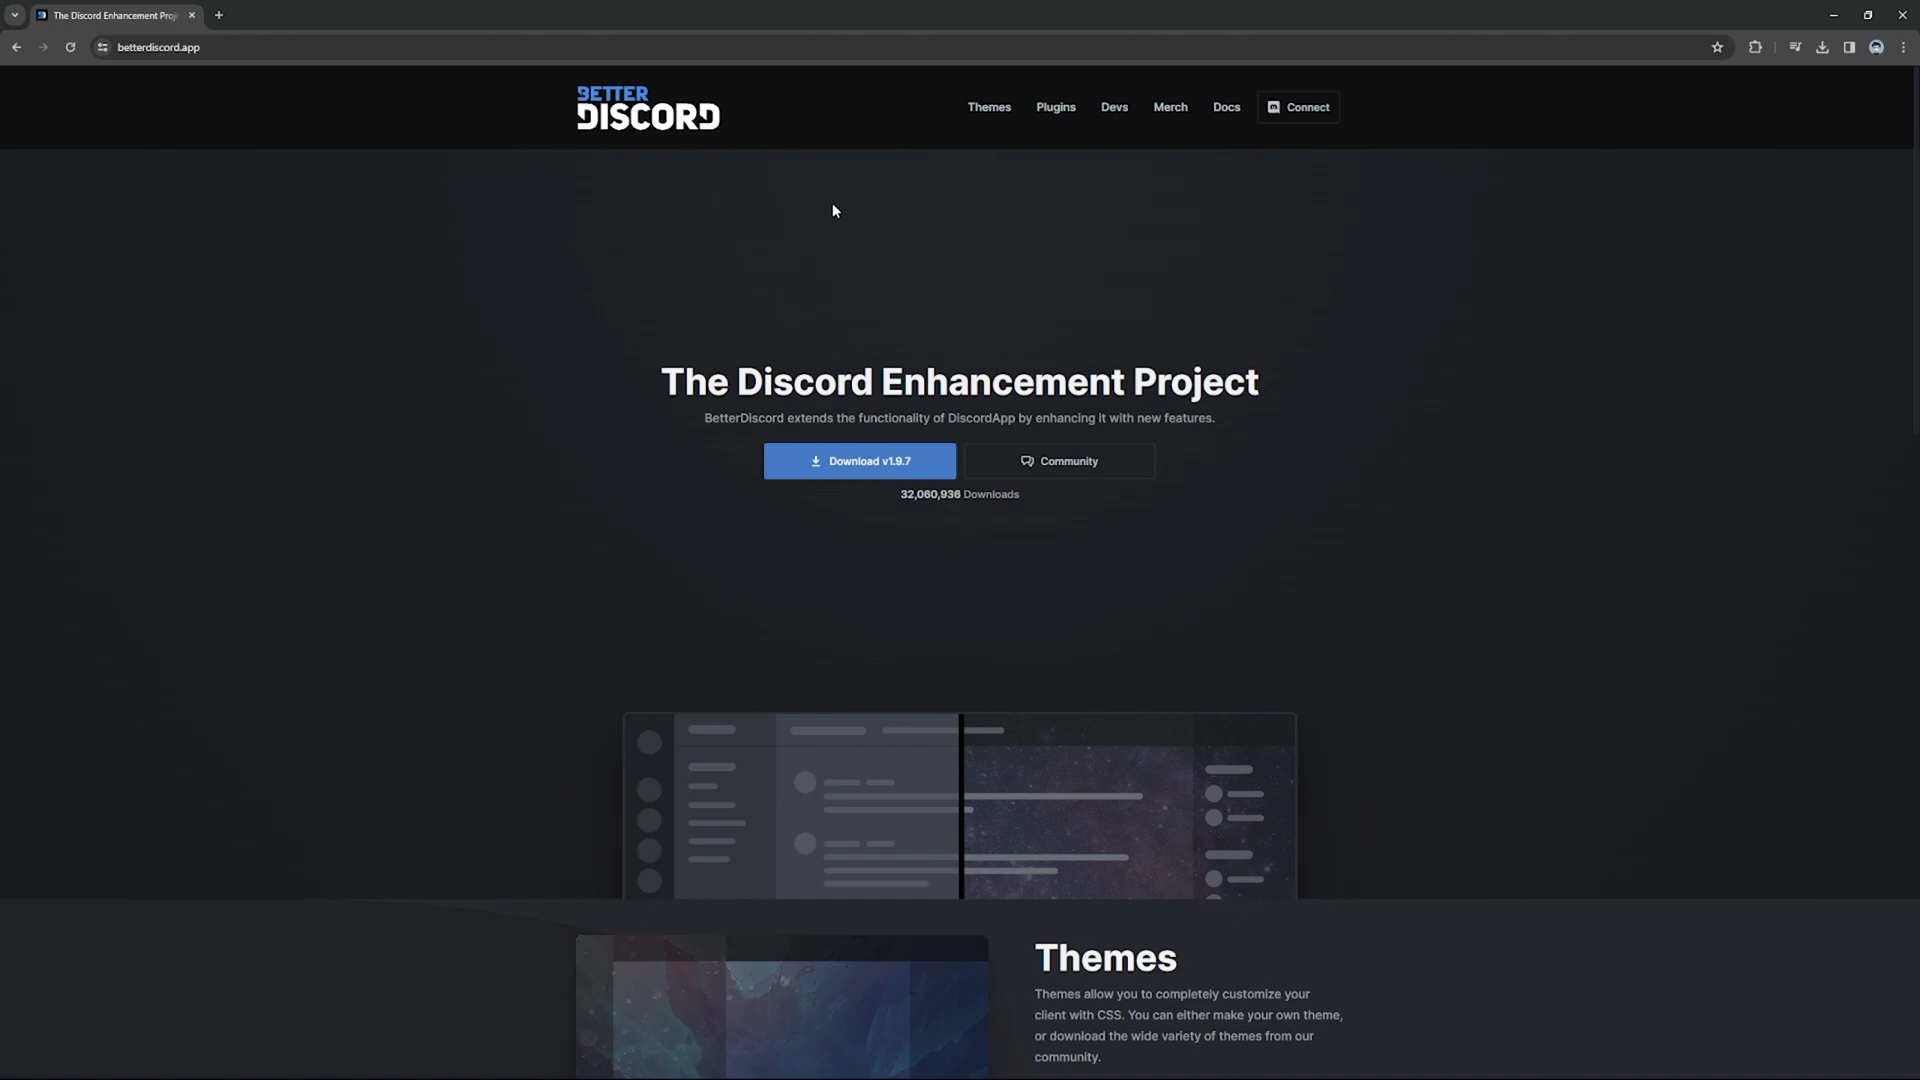 The Discord Enhancement Proj
betterdiscord.app
BETTER
DISCORD
Themes
Plugins
Devs
Merch
Docs
Connect
The Discord Enhancement Project
BetterDiscord extends the functionality of DiscordApp by enhancing it with new features.
Download v1.9.7
Community
32,060,936 Downloads
Themes
Themes allow you to completely customize your
client with CSS. You can either make your own theme,
or download the wide variety of themes from our
community.